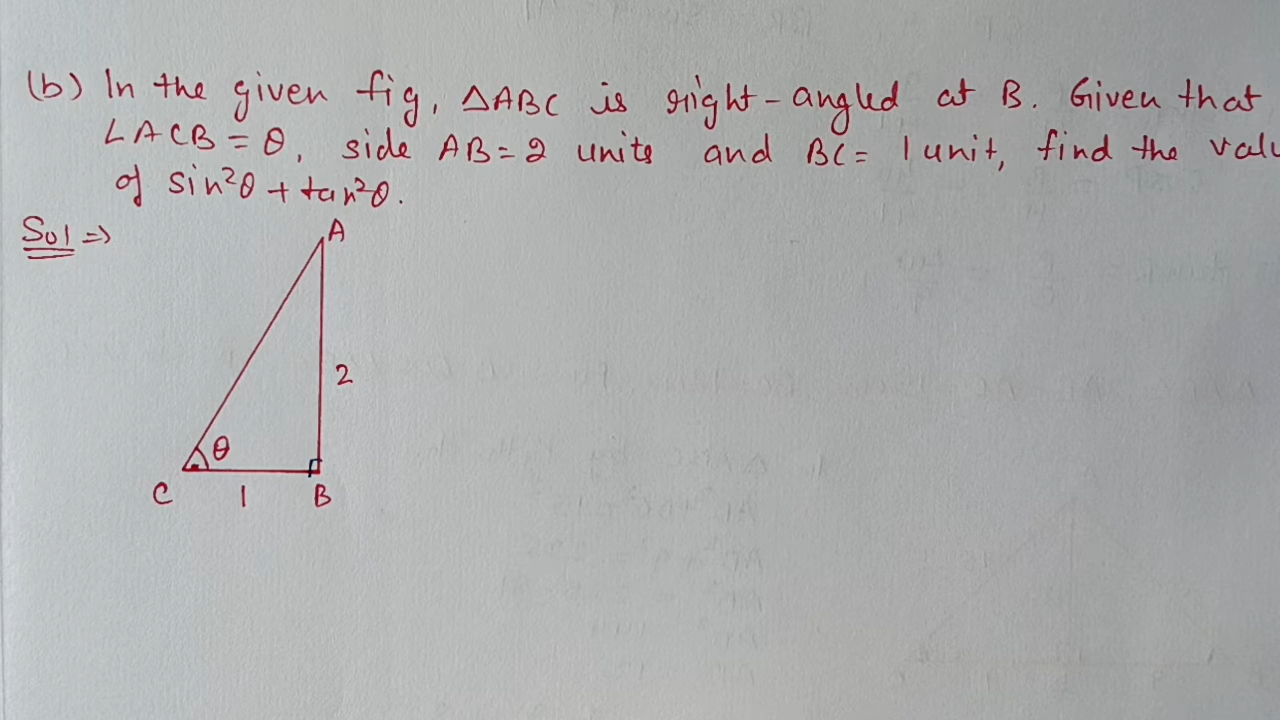 (b) In the given fig, △ABC is right-angled at B. Given that
∠ACB = θ, side AB = 2 units and BC = 1 unit, find the valu
of sin²θ + tan²θ.
Sol ⇒
A
2
θ
C 1 B